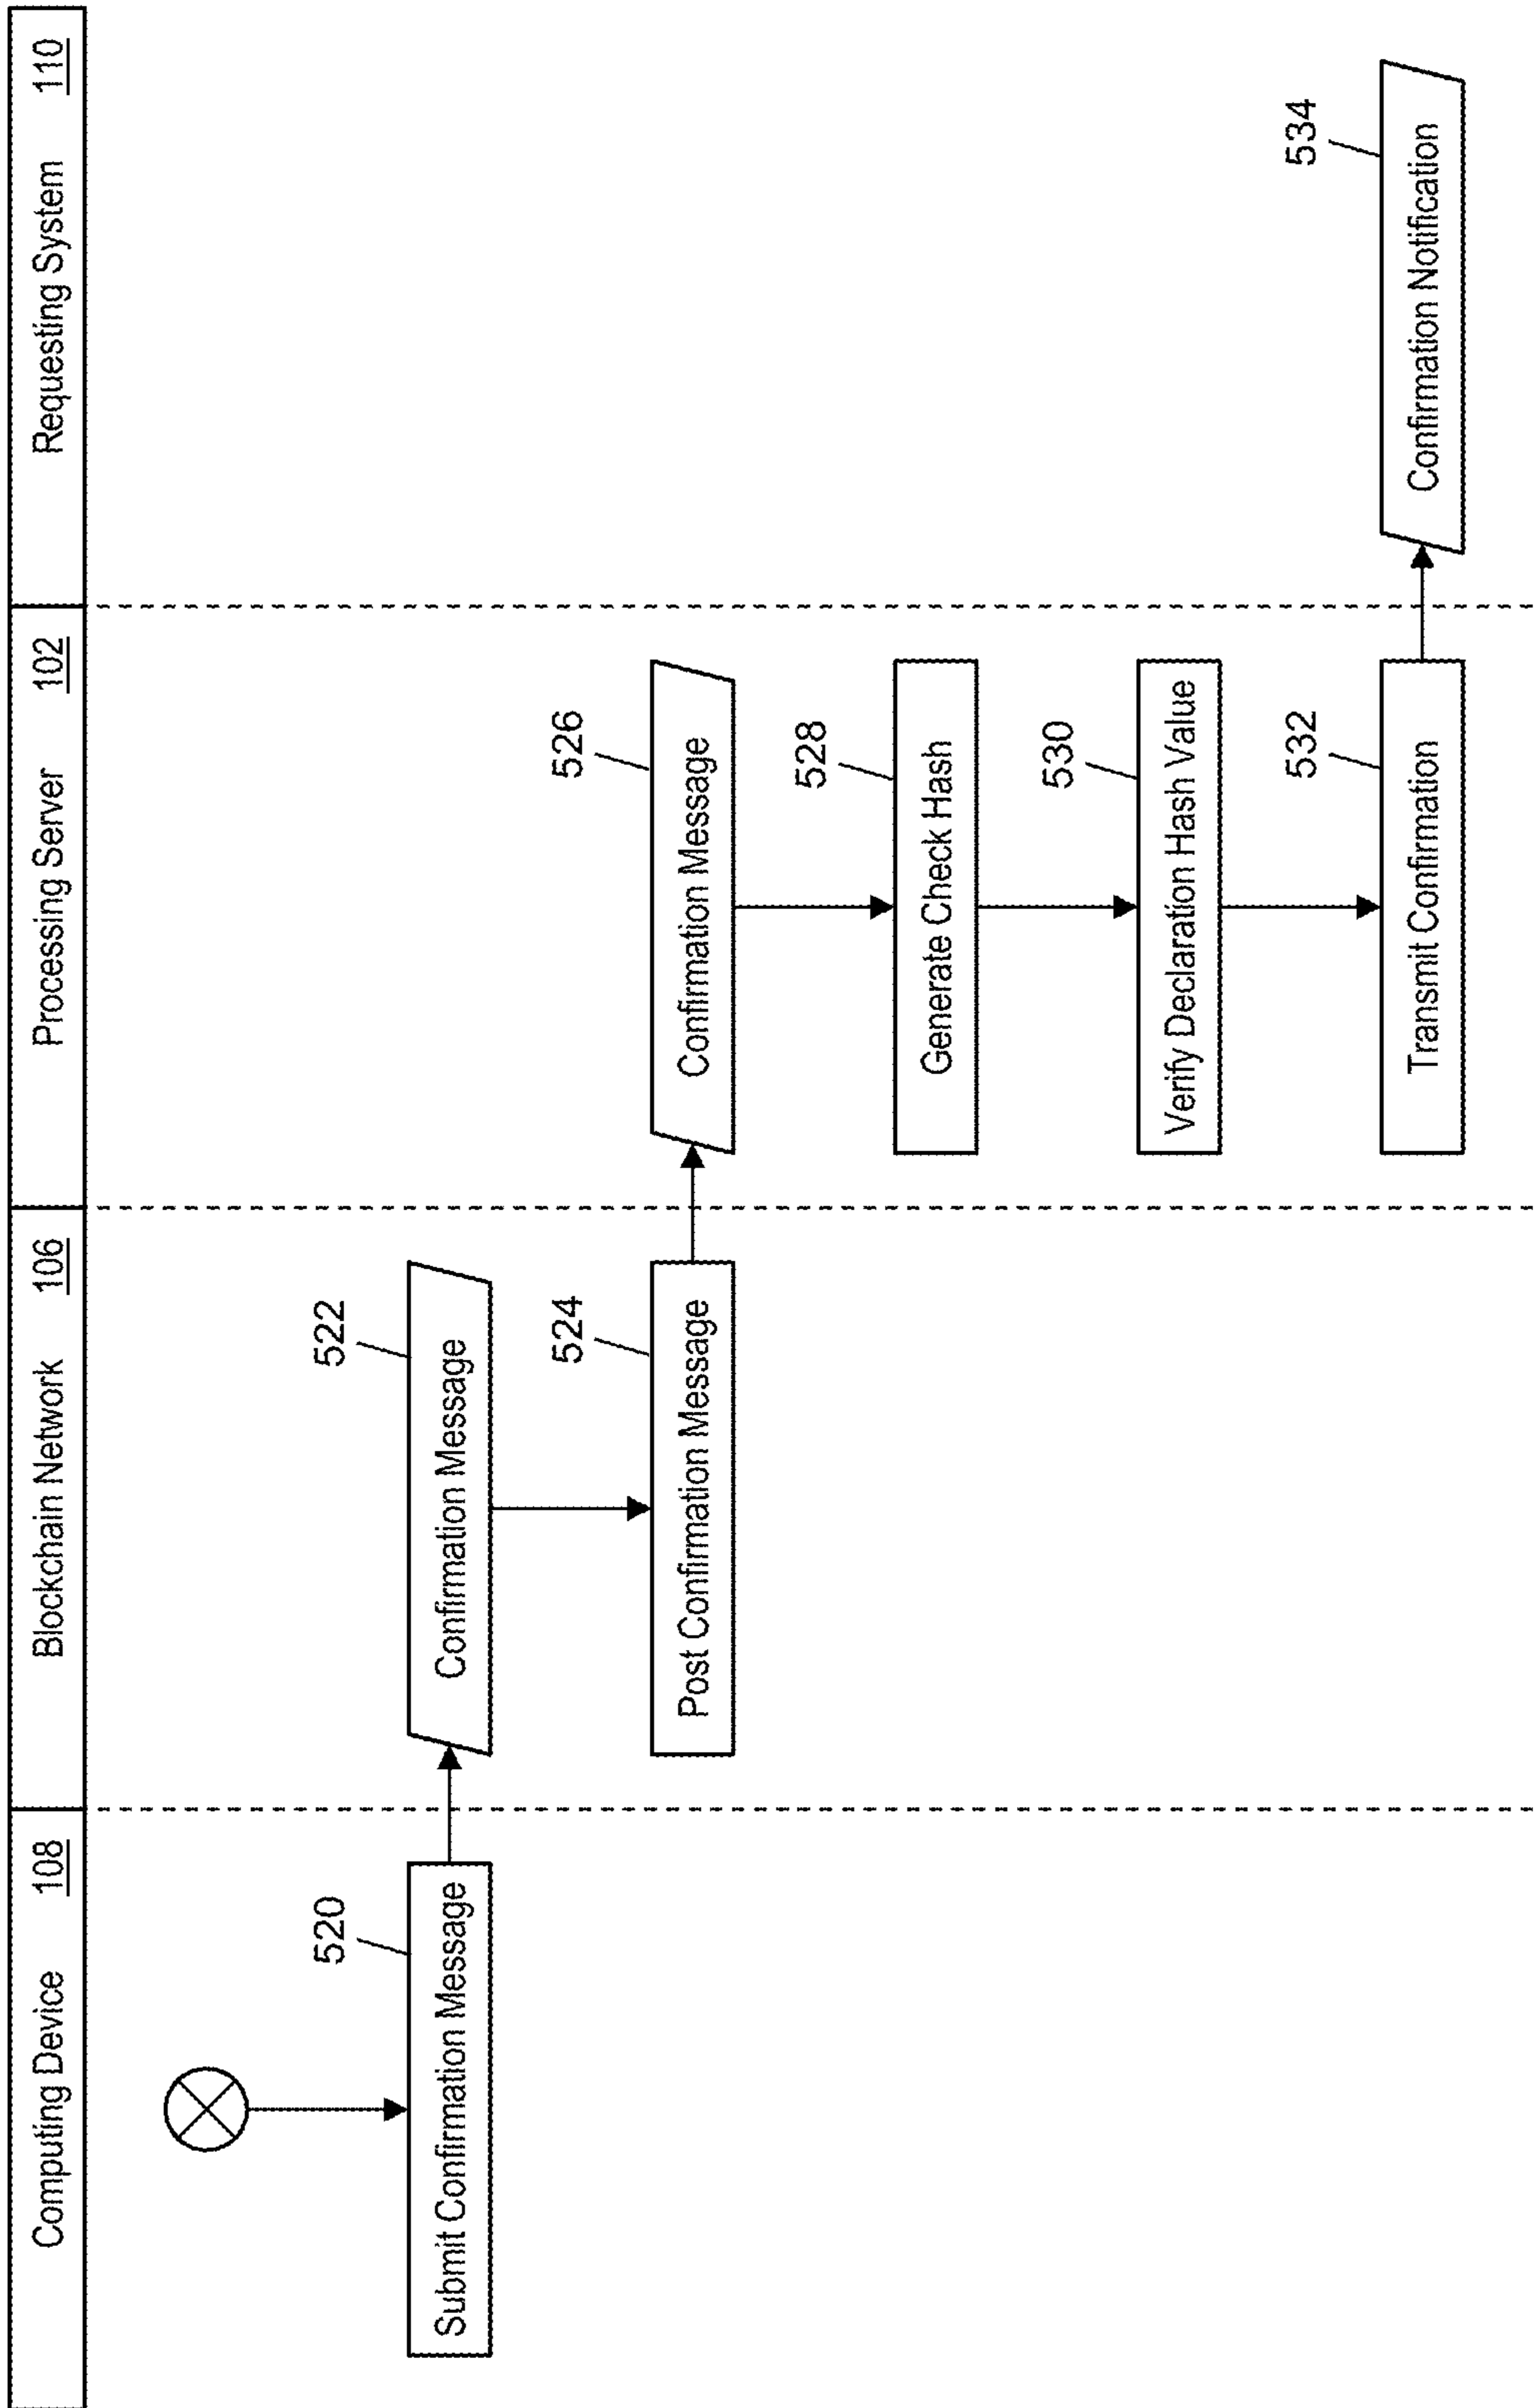 Computing Device 108
Blockchain Network 106
Processing Server 102
Requesting System 110
520
Submit Confirmation Message
522
Confirmation Message
524
Post Confirmation Message
526
Confirmation Message
528
Generate Check Hash
530
Verify Declaration Hash Value
532
Transmit Confirmation
534
Confirmation Notification